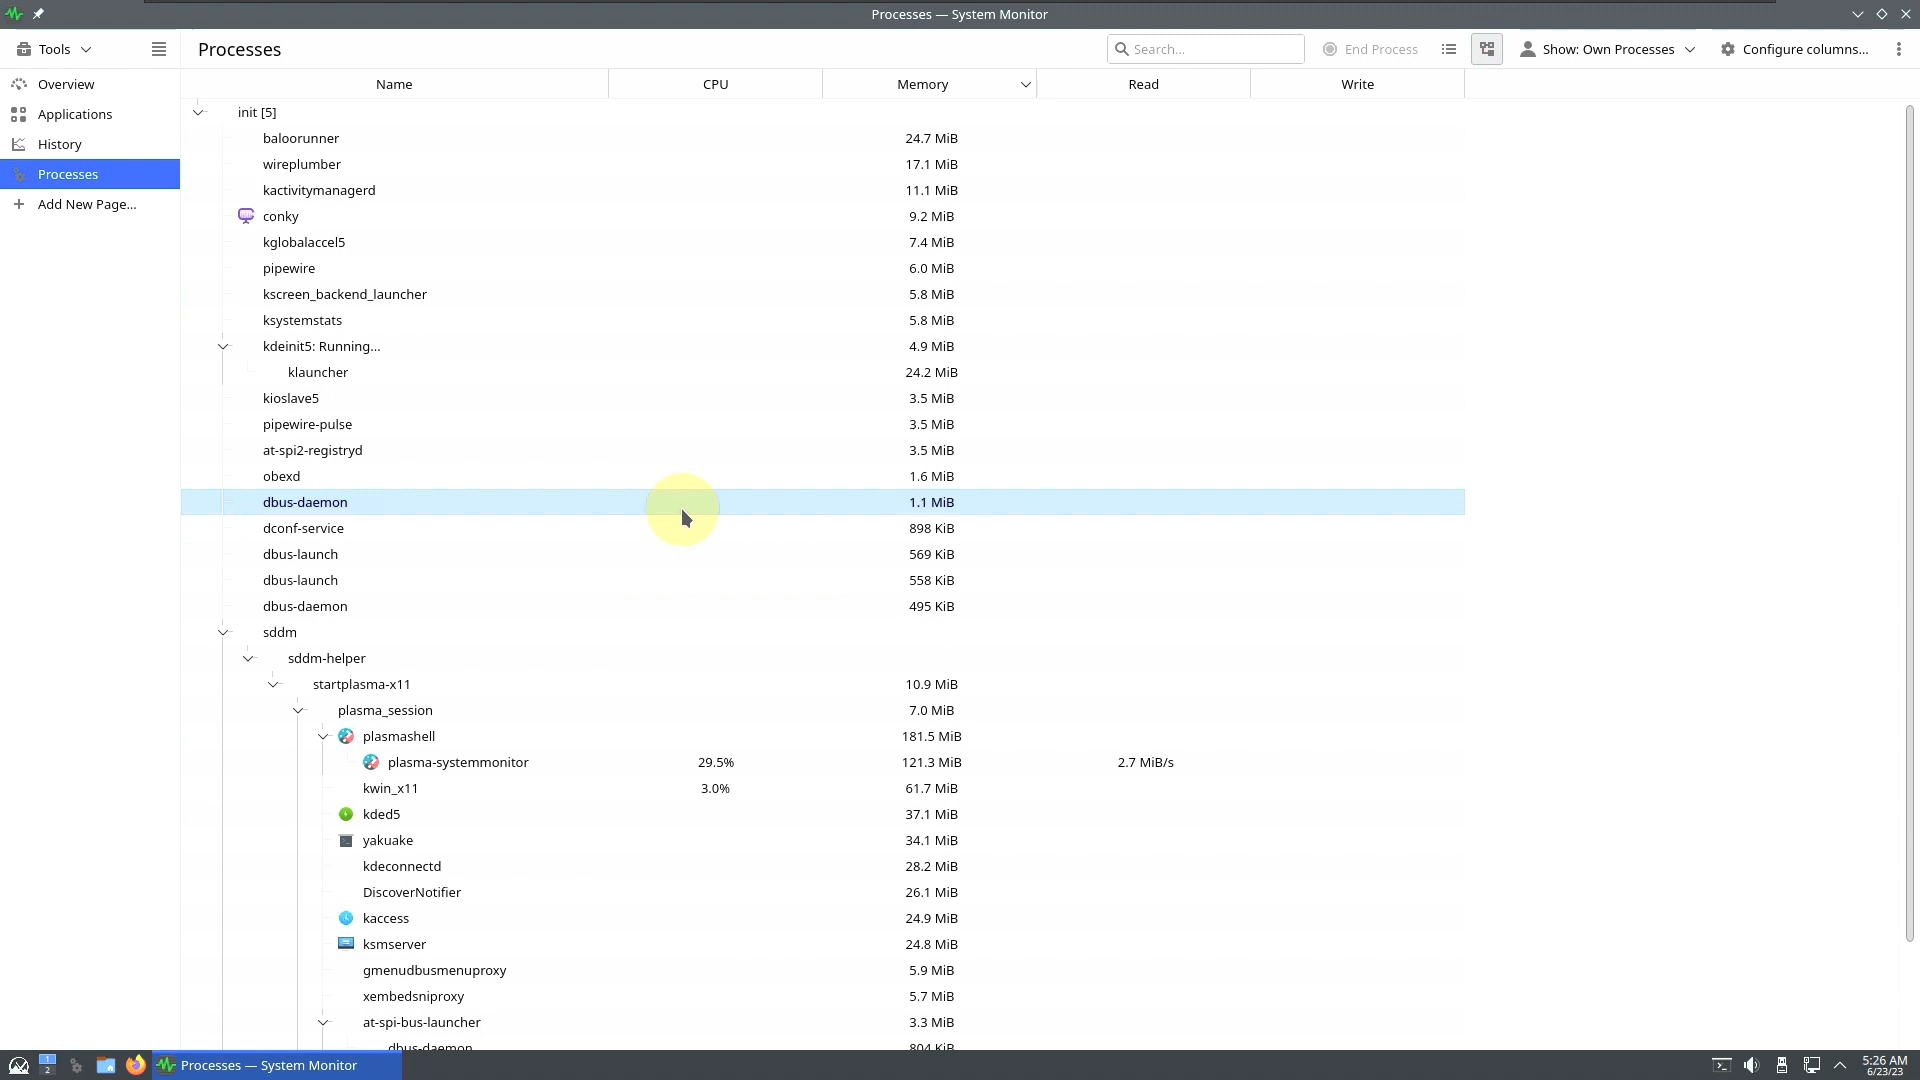 Processes — System Monitor
Tools
Processes
Search...
End Process
Show: Own Processes
Configure columns...
Overview
Applications
History
Processes
Add New Page...
Name CPU Memory Read Write
init [5]
baloorunner 24.7 MiB
wireplumber 17.1 MiB
kactivitymanagerd 11.1 MiB
conky 9.2 MiB
kglobalaccel5 7.4 MiB
pipewire 6.0 MiB
kscreen_backend_launcher 5.8 MiB
ksystemstats 5.8 MiB
kdeinit5: Running... 4.9 MiB
klauncher 24.2 MiB
kioslave5 3.5 MiB
pipewire-pulse 3.5 MiB
at-spi2-registryd 3.5 MiB
obexd 1.6 MiB
dbus-daemon 1.1 MiB
dconf-service 898 KiB
dbus-launch 569 KiB
dbus-launch 558 KiB
dbus-daemon 495 KiB
sddm
sddm-helper
startplasma-x11 10.9 MiB
plasma_session 7.0 MiB
plasmashell 181.5 MiB
plasma-systemmonitor 29.5% 121.3 MiB 2.7 MiB/s
kwin_x11 3.0% 61.7 MiB
kded5 37.1 MiB
yakuake 34.1 MiB
kdeconnectd 28.2 MiB
DiscoverNotifier 26.1 MiB
kaccess 24.9 MiB
ksmserver 24.8 MiB
gmenudbusmenuproxy 5.9 MiB
xembedsniproxy 5.7 MiB
at-spi-bus-launcher 3.3 MiB
dbus-daemon 804 KiB
1
2
Processes — System Monitor
5:26 AM
6/23/23